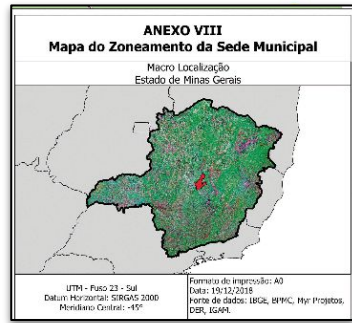 ANEXO VIII
Mapa do Zoneamento da Sede Municipal
Macro Localização
Estado de Minas Gerais
UTM - Fuso 23 - Sul
Datum Horizontal: SIRGAS 2000
Meridiano Central: -45°
Formato de impressão: A0
Data: 19/12/2018
Fonte de dados: IBGE, BPMC, Myr Projetos,
DER, IGAM.